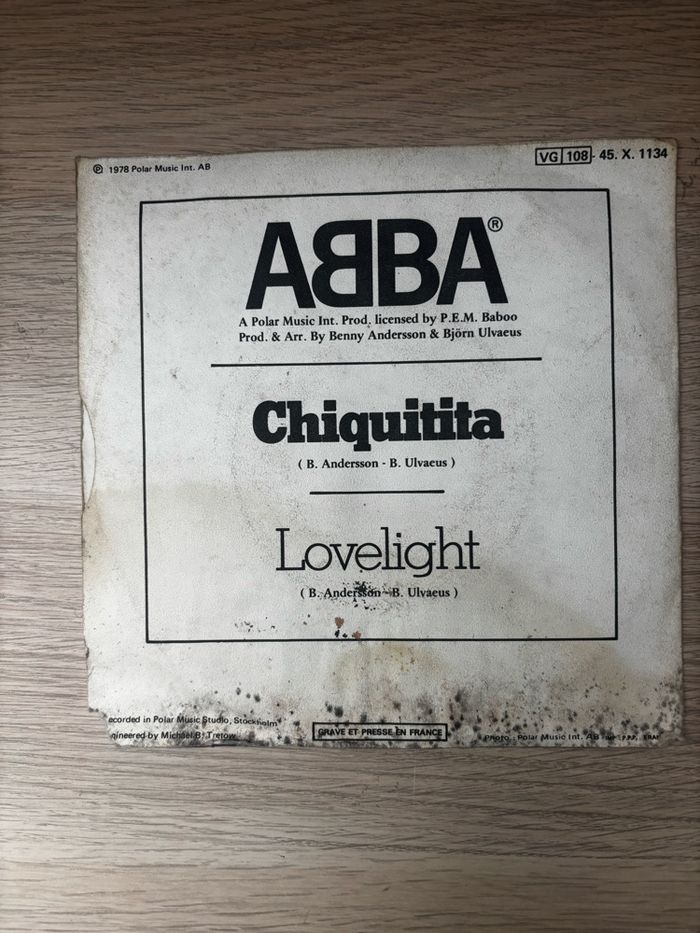 ℗ 1978 Polar Music Int. AB
VG 108 - 45. X. 1134
ABBA®
A Polar Music Int. Prod. licensed by P.E.M. Baboo
Prod. & Arr. By Benny Andersson & Björn Ulvaeus
Chiquitita
( B. Andersson - B. Ulvaeus )
Lovelight
( B. Andersson - B. Ulvaeus )
ecorded in Polar Music Studio, Stockholm
gineered by Michael B. Tretow
GRAVE ET PRESSE EN FRANCE
Photo : Polar Music Int. AB